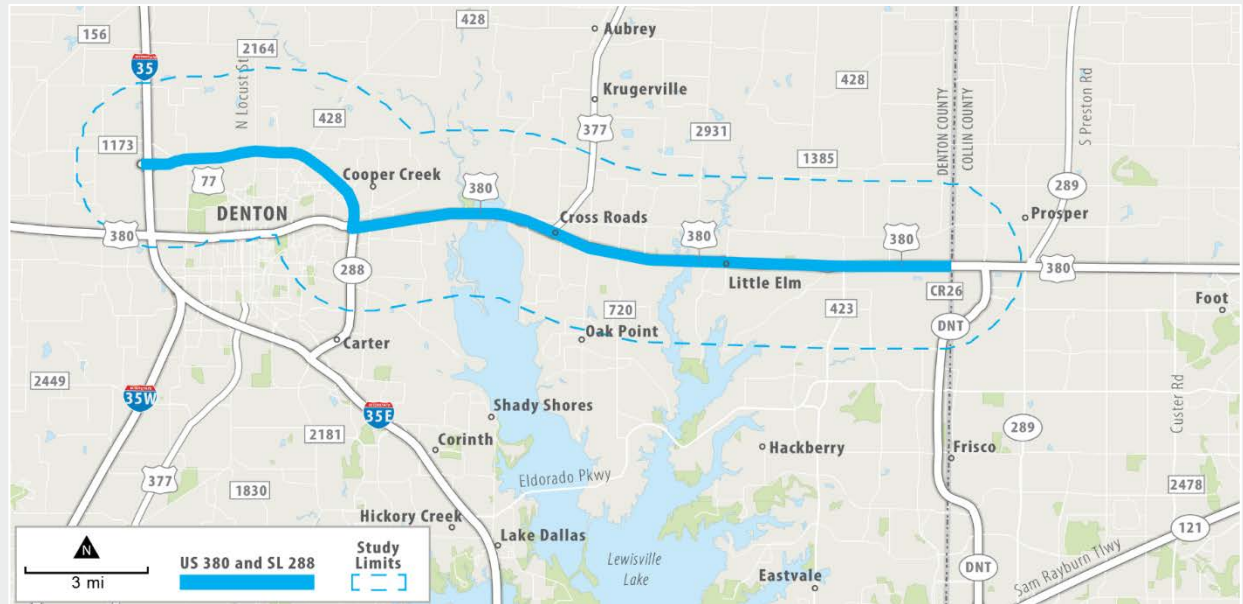 428
Aubrey
156
2164
35
N Locust St
428
S Preston Rd
Krugerville
377
428
2931
DENTON COUNTY
COLLIN COUNTY
1173
1385
77
Cooper Creek
380
289
Prosper
DENTON
Cross Roads
380
380
380
380
288
Little Elm
CR26
423
Foot
720
Oak Point
DNT
Carter
2449
35W
Custer Rd
Shady Shores
35E
2181
Corinth
Hackberry
289
Frisco
377
Eldorado Pkwy
1830
2478
Hickory Creek
121
Lake Dallas
N
3 mi
US 380 and SL 288
Study
Limits
Lewisville
Lake
Eastvale
DNT
Sam Rayburn Tlwy